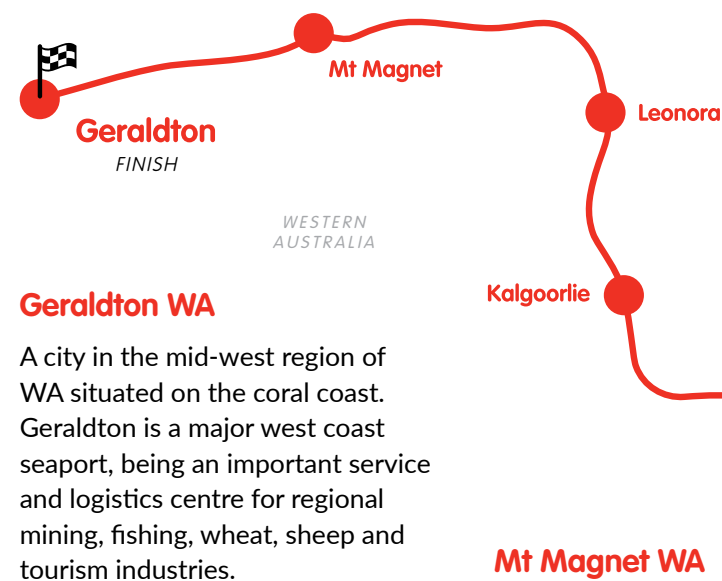 Mt Magnet
Leonora
Geraldton
FINISH
WESTERN
AUSTRALIA
Kalgoorlie
Geraldton WA
A city in the mid-west region of
WA situated on the coral coast.
Geraldton is a major west coast
seaport, being an important service
and logistics centre for regional
mining, fishing, wheat, sheep and
tourism industries.
Mt Magnet WA